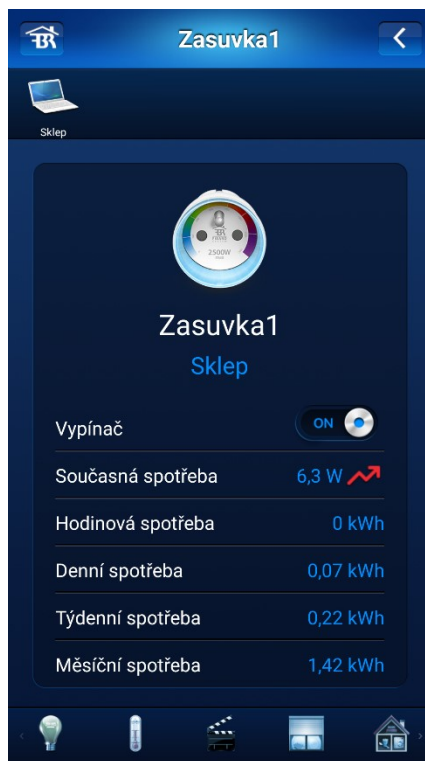 Zasuvka1
Sklep
2500W
Zasuvka1
Sklep
Vypínač ON
Současná spotřeba 6,3 W
Hodinová spotřeba 0 kWh
Denní spotřeba 0,07 kWh
Týdenní spotřeba 0,22 kWh
Měsíční spotřeba 1,42 kWh